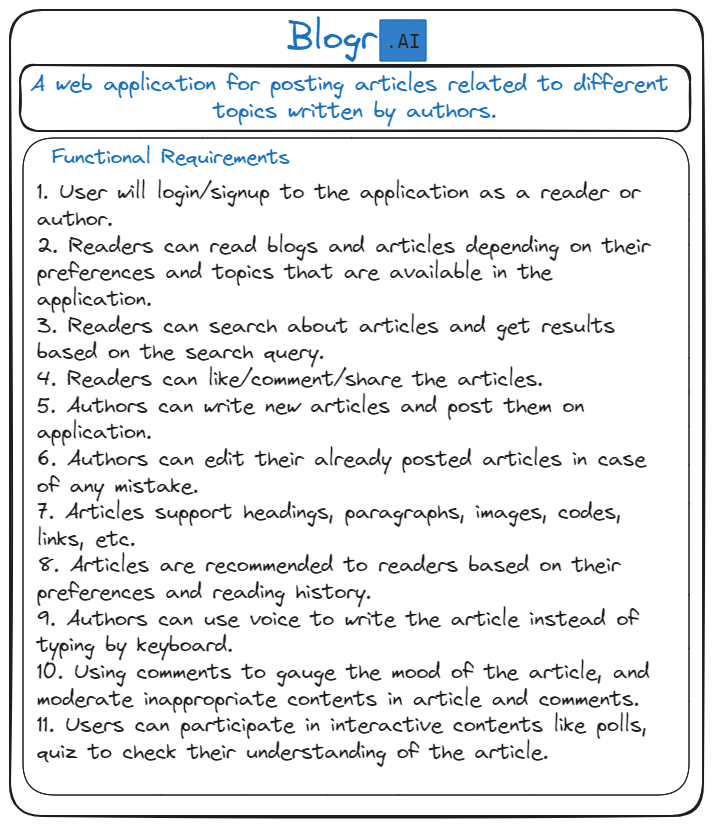 Blogr .AI
A web application for posting articles related to different
topics written by authors.
Functional Requirements
1. User will login/signup to the application as a reader or
author.
2. Readers can read blogs and articles depending on their
preferences and topics that are available in the
application.
3. Readers can search about articles and get results
based on the search query.
4. Readers can like/comment/share the articles.
5. Authors can write new articles and post them on
application.
6. Authors can edit their already posted articles in case
of any mistake.
7. Articles support headings, paragraphs, images, codes,
links, etc.
8. Articles are recommended to readers based on their
preferences and reading history.
9. Authors can use voice to write the article instead of
typing by keyboard.
10. Using comments to gauge the mood of the article, and
moderate inappropriate contents in article and comments.
11. Users can participate in interactive contents like polls,
quiz to check their understanding of the article.